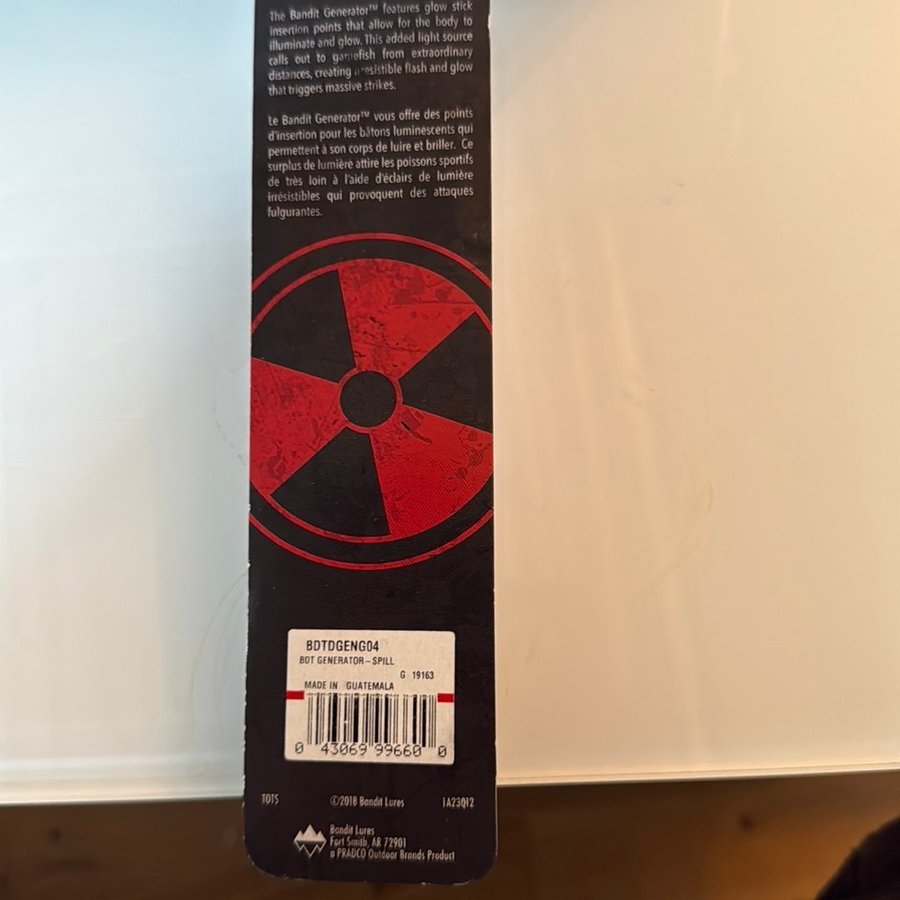 The Bandit Generator™ features glow stick
insertion points that allow for the body to
illuminate and glow. This added light source
calls out to gamefish from extraordinary
distances, creating irresistible flash and glow
that triggers massive strikes.
Le Bandit Generator™ vous offre des points
d'insertion pour les bâtons luminescents qui
permettent à son corps de luire et briller. Ce
surplus de lumière attire les poissons sportifs
de très loin à l'aide d'éclairs de lumière
irrésistibles qui provoquent des attaques
fulgurantes.
BDTDGENG04
BDT GENERATOR-SPILL
G 19163
MADE IN GUATEMALA
0 43069 99660 0
TOTS ©2018 Bandit Lures 1A23Q12
Bandit Lures
Fort Smith, AR 72901
a PRADCO Outdoor Brands Product